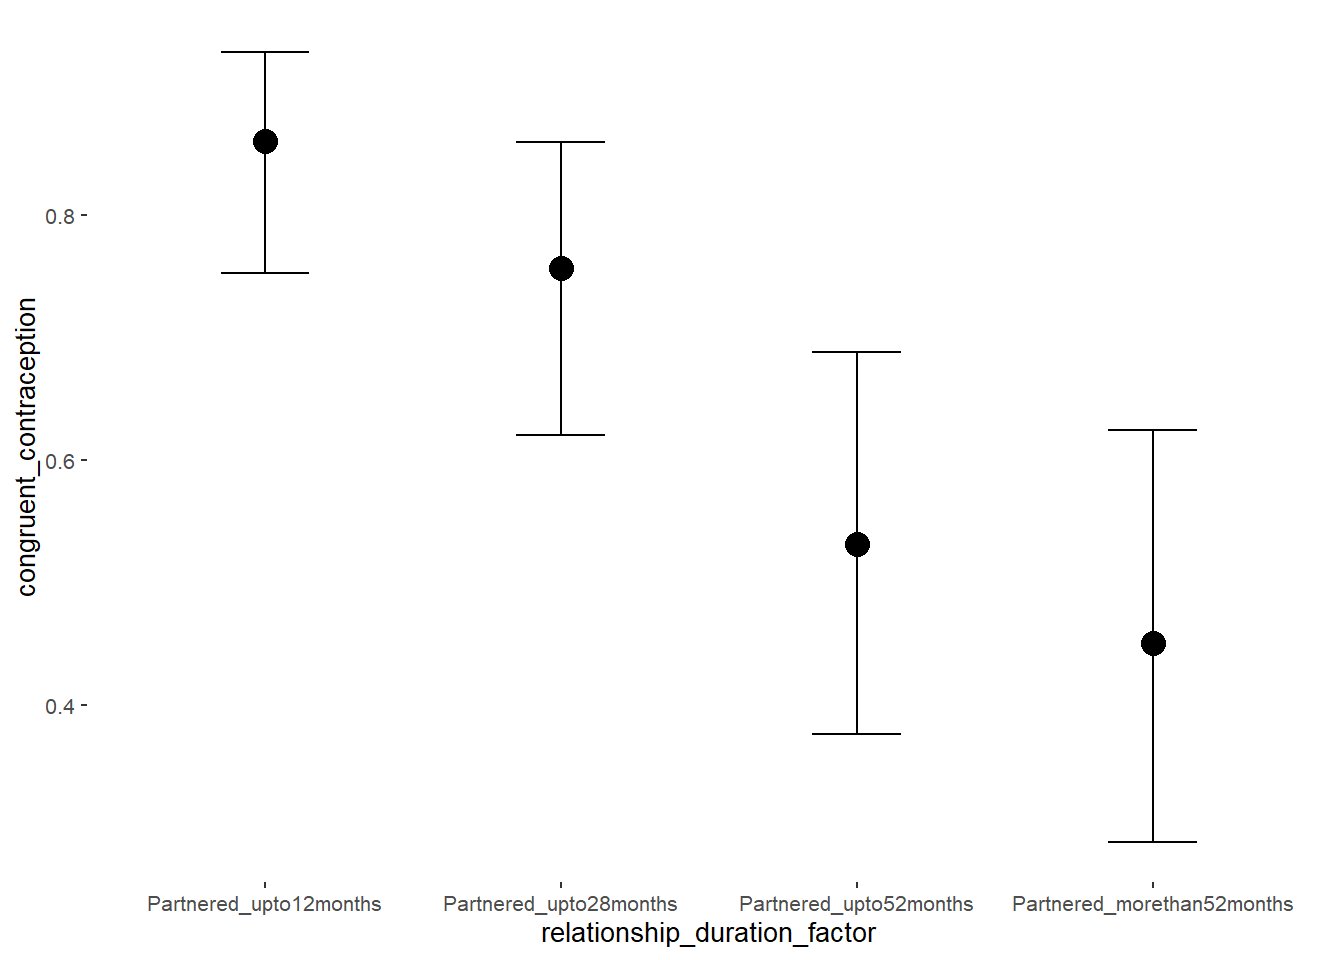 congruent_contraception
0.8
0.6
0.4
Partnered_upto12months
Partnered_upto28months
Partnered_upto52months
Partnered_morethan52months
relationship_duration_factor